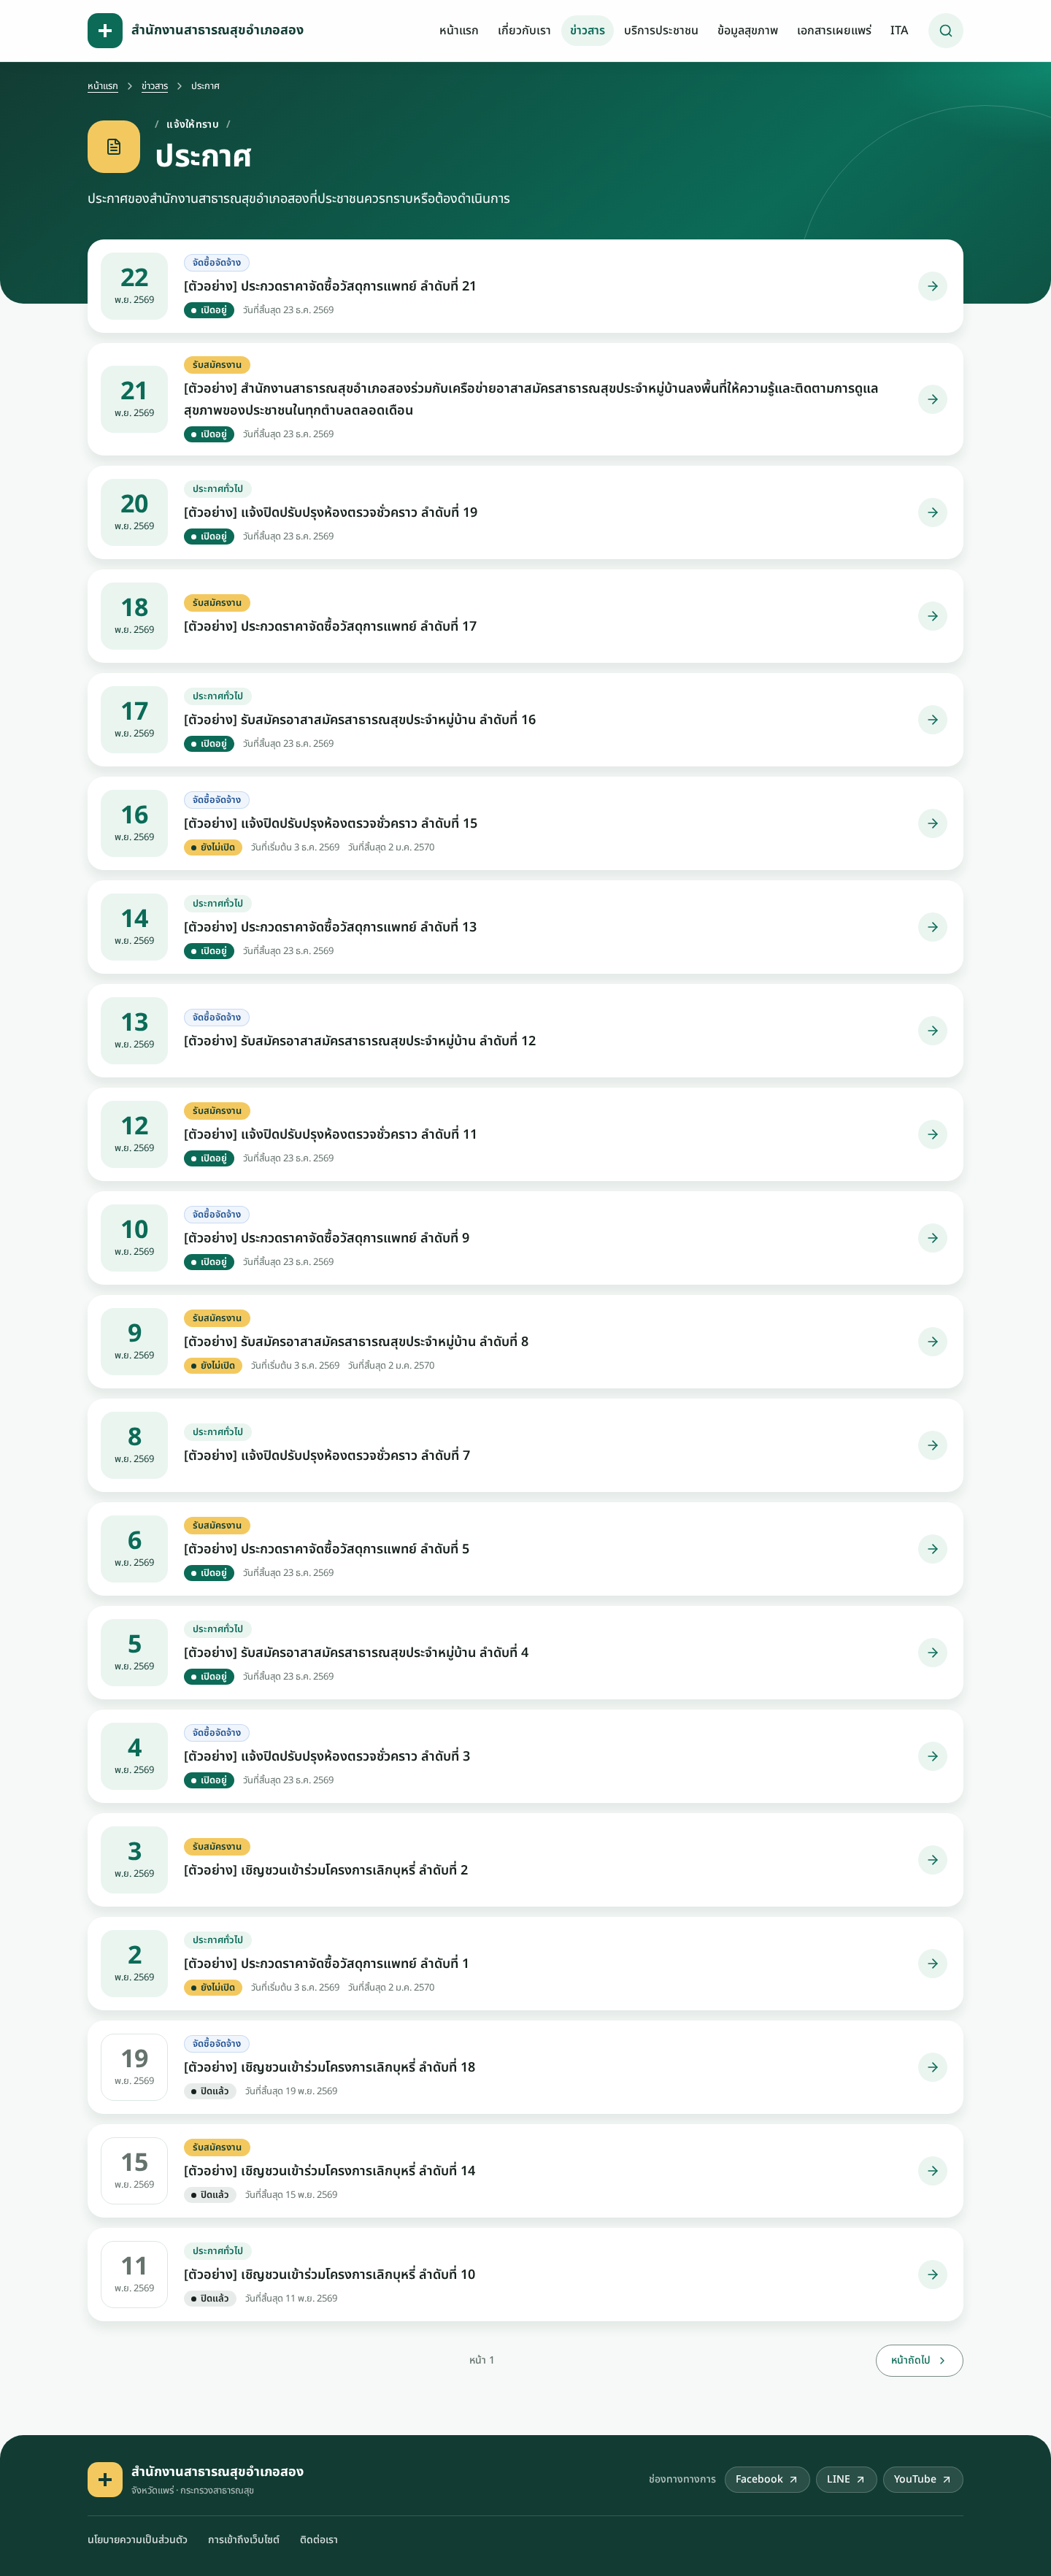 สำนักงานสาธารณสุขอำเภอสอง
หน้าแรก เกี่ยวกับเรา ข่าวสาร บริการประชาชน ข้อมูลสุขภาพ เอกสารเผยแพร่ ITA
หน้าแรก ข่าวสาร ประกาศ
/ แจ้งให้ทราบ /
ประกาศ
ประกาศของสำนักงานสาธารณสุขอำเภอสองที่ประชาชนควรทราบหรือต้องดำเนินการ
22
พ.ย. 2569
จัดซื้อจัดจ้าง
[ตัวอย่าง] ประกวดราคาจัดซื้อวัสดุการแพทย์ ลำดับที่ 21
เปิดอยู่ วันที่สิ้นสุด 23 ธ.ค. 2569
21
พ.ย. 2569
รับสมัครงาน
[ตัวอย่าง] สำนักงานสาธารณสุขอำเภอสองร่วมกับเครือข่ายอาสาสมัครสาธารณสุขประจำหมู่บ้านลงพื้นที่ให้ความรู้และติดตามการดูแล
สุขภาพของประชาชนในทุกตำบลตลอดเดือน
เปิดอยู่ วันที่สิ้นสุด 23 ธ.ค. 2569
20
พ.ย. 2569
ประกาศทั่วไป
[ตัวอย่าง] แจ้งปิดปรับปรุงห้องตรวจชั่วคราว ลำดับที่ 19
เปิดอยู่ วันที่สิ้นสุด 23 ธ.ค. 2569
18
พ.ย. 2569
รับสมัครงาน
[ตัวอย่าง] ประกวดราคาจัดซื้อวัสดุการแพทย์ ลำดับที่ 17
17
พ.ย. 2569
ประกาศทั่วไป
[ตัวอย่าง] รับสมัครอาสาสมัครสาธารณสุขประจำหมู่บ้าน ลำดับที่ 16
เปิดอยู่ วันที่สิ้นสุด 23 ธ.ค. 2569
16
พ.ย. 2569
จัดซื้อจัดจ้าง
[ตัวอย่าง] แจ้งปิดปรับปรุงห้องตรวจชั่วคราว ลำดับที่ 15
ยังไม่เปิด วันที่เริ่มต้น 3 ธ.ค. 2569 วันที่สิ้นสุด 2 ม.ค. 2570
14
พ.ย. 2569
ประกาศทั่วไป
[ตัวอย่าง] ประกวดราคาจัดซื้อวัสดุการแพทย์ ลำดับที่ 13
เปิดอยู่ วันที่สิ้นสุด 23 ธ.ค. 2569
13
พ.ย. 2569
จัดซื้อจัดจ้าง
[ตัวอย่าง] รับสมัครอาสาสมัครสาธารณสุขประจำหมู่บ้าน ลำดับที่ 12
12
พ.ย. 2569
รับสมัครงาน
[ตัวอย่าง] แจ้งปิดปรับปรุงห้องตรวจชั่วคราว ลำดับที่ 11
เปิดอยู่ วันที่สิ้นสุด 23 ธ.ค. 2569
10
พ.ย. 2569
จัดซื้อจัดจ้าง
[ตัวอย่าง] ประกวดราคาจัดซื้อวัสดุการแพทย์ ลำดับที่ 9
เปิดอยู่ วันที่สิ้นสุด 23 ธ.ค. 2569
9
พ.ย. 2569
รับสมัครงาน
[ตัวอย่าง] รับสมัครอาสาสมัครสาธารณสุขประจำหมู่บ้าน ลำดับที่ 8
ยังไม่เปิด วันที่เริ่มต้น 3 ธ.ค. 2569 วันที่สิ้นสุด 2 ม.ค. 2570
8
พ.ย. 2569
ประกาศทั่วไป
[ตัวอย่าง] แจ้งปิดปรับปรุงห้องตรวจชั่วคราว ลำดับที่ 7
6
พ.ย. 2569
รับสมัครงาน
[ตัวอย่าง] ประกวดราคาจัดซื้อวัสดุการแพทย์ ลำดับที่ 5
เปิดอยู่ วันที่สิ้นสุด 23 ธ.ค. 2569
5
พ.ย. 2569
ประกาศทั่วไป
[ตัวอย่าง] รับสมัครอาสาสมัครสาธารณสุขประจำหมู่บ้าน ลำดับที่ 4
เปิดอยู่ วันที่สิ้นสุด 23 ธ.ค. 2569
4
พ.ย. 2569
จัดซื้อจัดจ้าง
[ตัวอย่าง] แจ้งปิดปรับปรุงห้องตรวจชั่วคราว ลำดับที่ 3
เปิดอยู่ วันที่สิ้นสุด 23 ธ.ค. 2569
3
พ.ย. 2569
รับสมัครงาน
[ตัวอย่าง] เชิญชวนเข้าร่วมโครงการเลิกบุหรี่ ลำดับที่ 2
2
พ.ย. 2569
ประกาศทั่วไป
[ตัวอย่าง] ประกวดราคาจัดซื้อวัสดุการแพทย์ ลำดับที่ 1
ยังไม่เปิด วันที่เริ่มต้น 3 ธ.ค. 2569 วันที่สิ้นสุด 2 ม.ค. 2570
19
พ.ย. 2569
จัดซื้อจัดจ้าง
[ตัวอย่าง] เชิญชวนเข้าร่วมโครงการเลิกบุหรี่ ลำดับที่ 18
ปิดแล้ว วันที่สิ้นสุด 19 พ.ย. 2569
15
พ.ย. 2569
รับสมัครงาน
[ตัวอย่าง] เชิญชวนเข้าร่วมโครงการเลิกบุหรี่ ลำดับที่ 14
ปิดแล้ว วันที่สิ้นสุด 15 พ.ย. 2569
11
พ.ย. 2569
ประกาศทั่วไป
[ตัวอย่าง] เชิญชวนเข้าร่วมโครงการเลิกบุหรี่ ลำดับที่ 10
ปิดแล้ว วันที่สิ้นสุด 11 พ.ย. 2569
หน้า 1 หน้าถัดไป
สำนักงานสาธารณสุขอำเภอสอง
จังหวัดแพร่ · กระทรวงสาธารณสุข
ช่องทางทางการ Facebook LINE YouTube
นโยบายความเป็นส่วนตัว การเข้าถึงเว็บไซต์ ติดต่อเรา